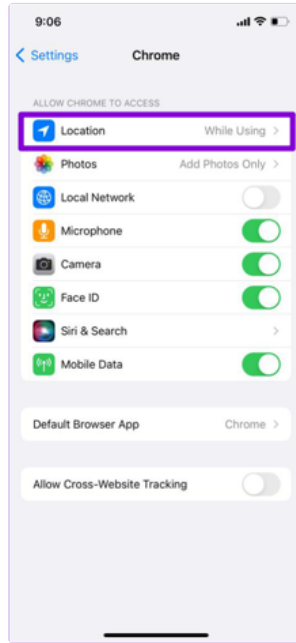 9:06
Settings Chrome
ALLOW CHROME TO ACCESS
Location While Using
Photos Add Photos Only
Local Network
Microphone
Camera
Face ID
Siri & Search
Mobile Data
Default Browser App Chrome
Allow Cross-Website Tracking